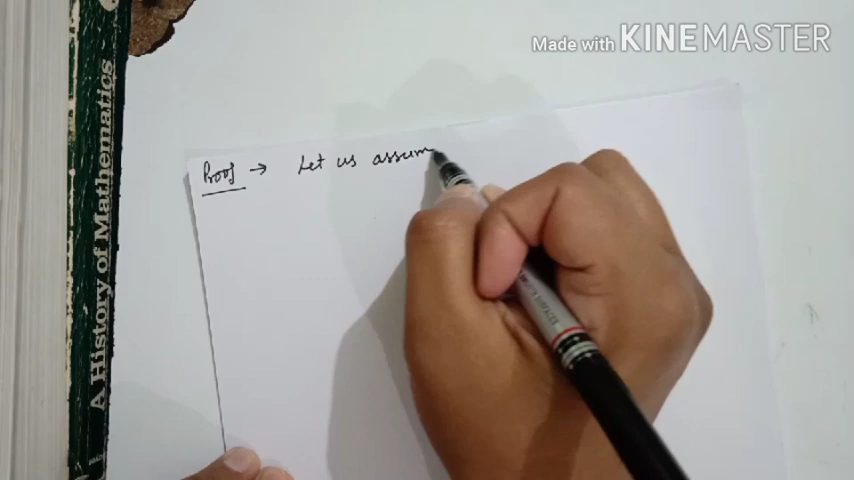 Made with KINEMASTER
A History of Mathematics
Proof → Let us assum